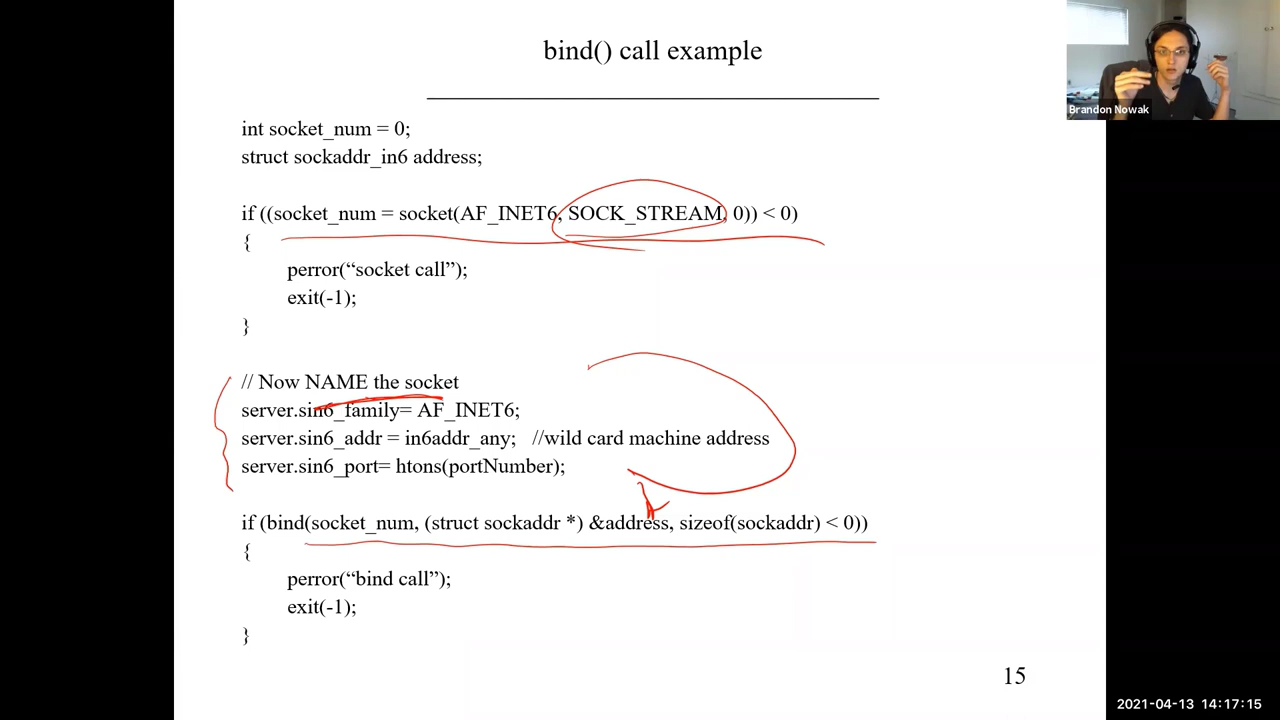 bind() call example
Brandon Nowak
int socket_num = 0;
struct sockaddr_in6 address;
if ((socket_num = socket(AF_INET6, SOCK_STREAM, 0)) < 0)
{
perror(“socket call”);
exit(-1);
}
// Now NAME the socket
server.sin6_family= AF_INET6;
server.sin6_addr = in6addr_any; //wild card machine address
server.sin6_port= htons(portNumber);
if (bind(socket_num, (struct sockaddr *) &address, sizeof(sockaddr) < 0))
{
perror(“bind call”);
exit(-1);
}
15
2021-04-13 14:17:15